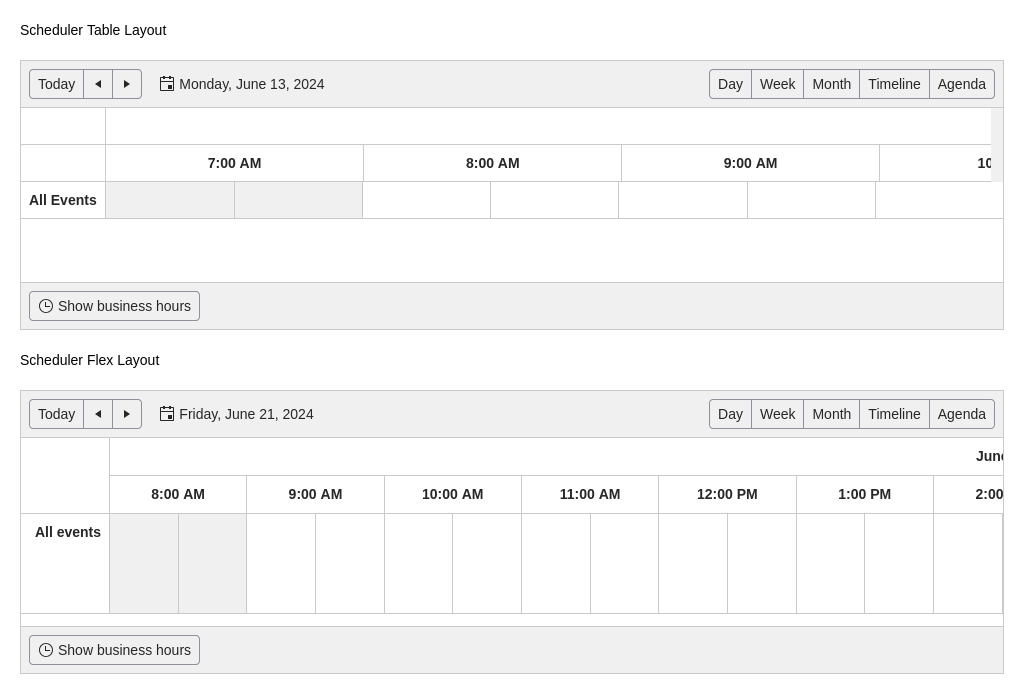 Scheduler Table Layout
Today Monday, June 13, 2024 Day Week Month Timeline Agenda
7:00 AM 8:00 AM 9:00 AM 10
All Events
Show business hours
Scheduler Flex Layout
Today Friday, June 21, 2024 Day Week Month Timeline Agenda
June
8:00 AM 9:00 AM 10:00 AM 11:00 AM 12:00 PM 1:00 PM 2:00
All events
Show business hours